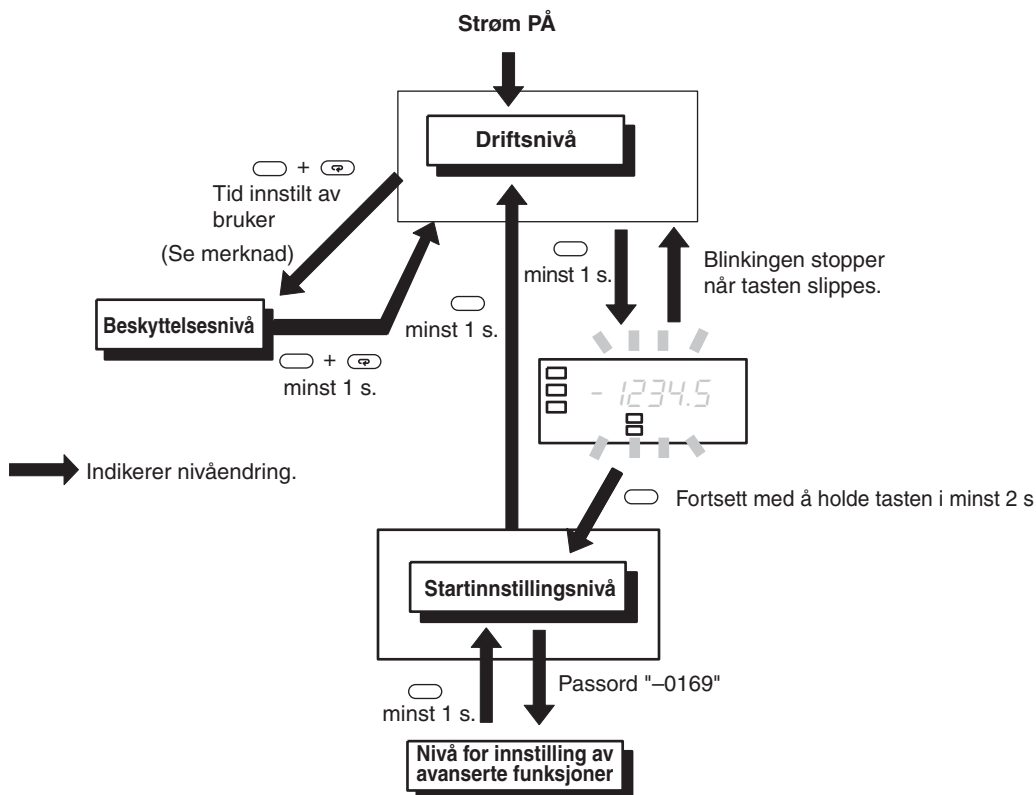 Strøm PÅ
Driftsnivå
+
Tid innstilt av
bruker
(Se merknad)
minst 1 s.
Blinkingen stopper
når tasten slippes.
Beskyttelsesnivå
minst 1 s.
+
minst 1 s.
- 1234.5
Indikerer nivåendring.
Fortsett med å holde tasten i minst 2 s
Startinnstillingsnivå
Passord "–0169"
minst 1 s.
Nivå for innstilling av
avanserte funksjoner